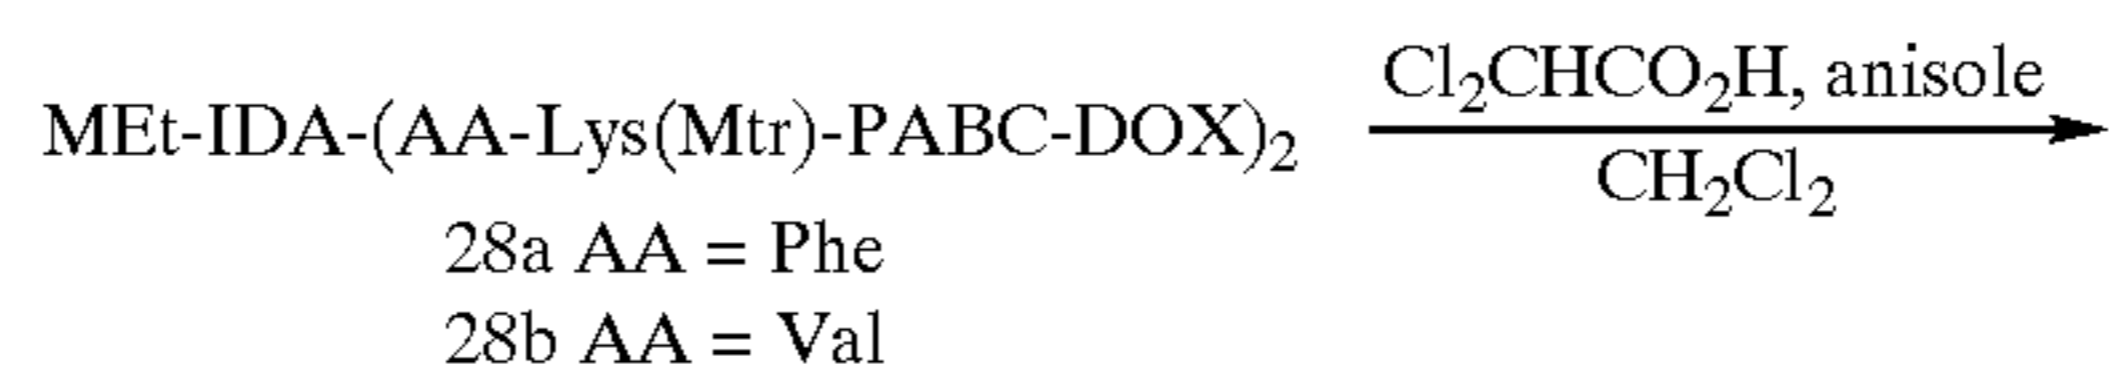 Cl₂CHCO₂H, anisole
MEt-IDA-(AA-Lys(Mtr)-PABC-DOX)₂
CH₂Cl₂
28a AA = Phe
28b AA = Val